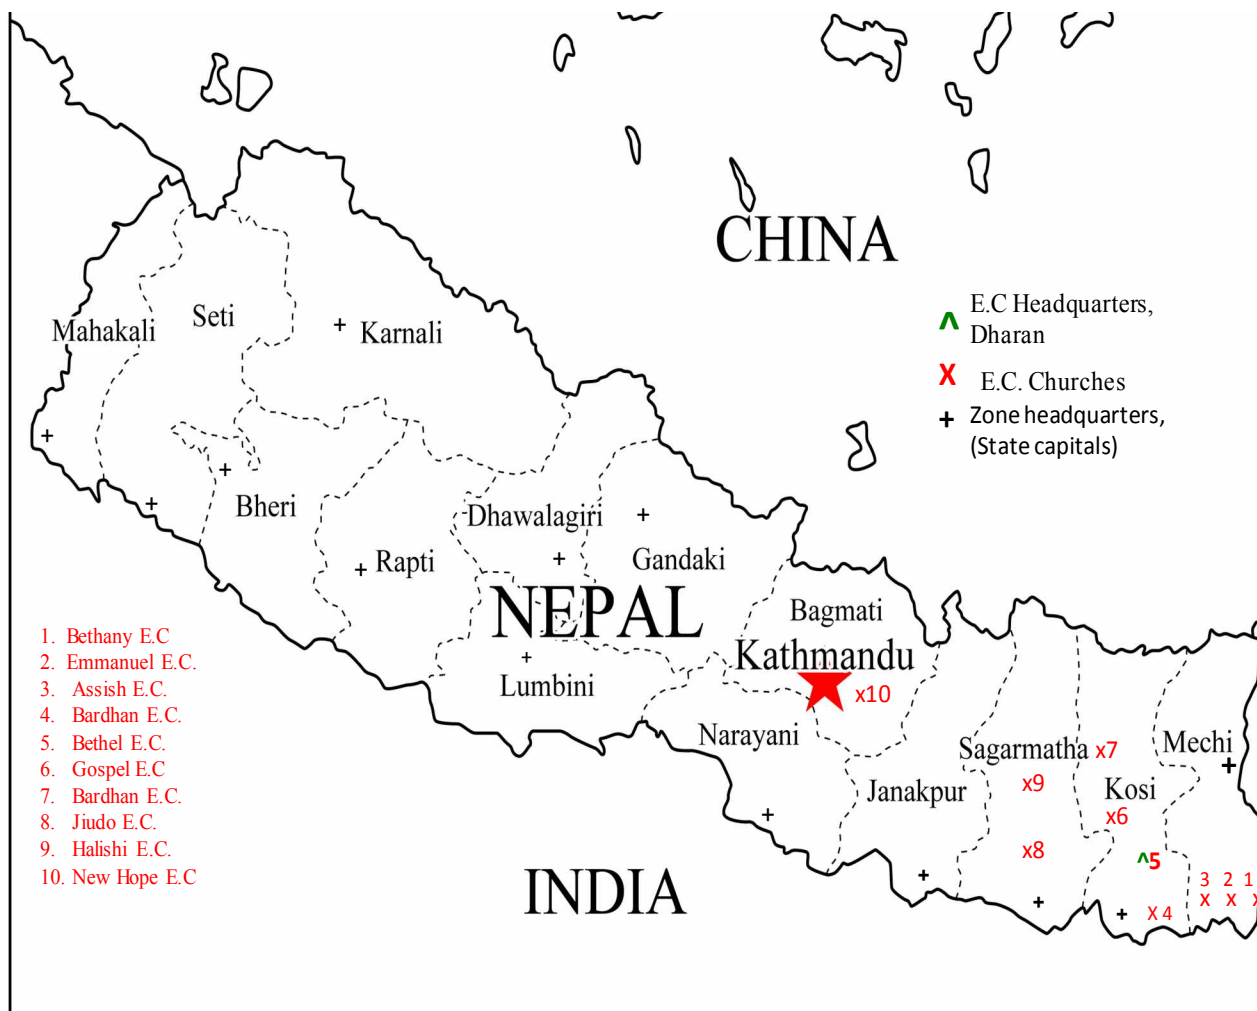 CHINA
^ E.C Headquarters,
Dharan
X E.C. Churches
+ Zone headquarters,
(State capitals)
Mahakali
Seti
Karnali
Bheri
Rapti
Dhawalagiri
Gandaki
NEPAL
Lumbini
Bagmati
Kathmandu
x10
Narayani
Janakpur
Sagarmatha
x7
Mechi
x9
Kosi
x6
x8
^5
3 2 1
x x x
X 4
INDIA
1. Bethany E.C
2. Emmanuel E.C.
3. Assish E.C.
4. Bardhan E.C.
5. Bethel E.C.
6. Gospel E.C
7. Bardhan E.C.
8. Jiudo E.C.
9. Halishi E.C.
10. New Hope E.C